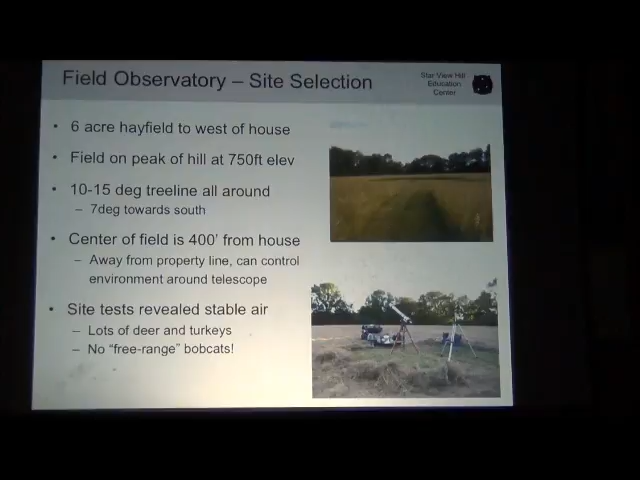 Field Observatory – Site Selection
Star View Hill
Education
Center
• 6 acre hayfield to west of house
• Field on peak of hill at 750ft elev
• 10-15 deg treeline all around
– 7deg towards south
• Center of field is 400' from house
– Away from property line, can control
environment around telescope
• Site tests revealed stable air
– Lots of deer and turkeys
– No "free-range" bobcats!